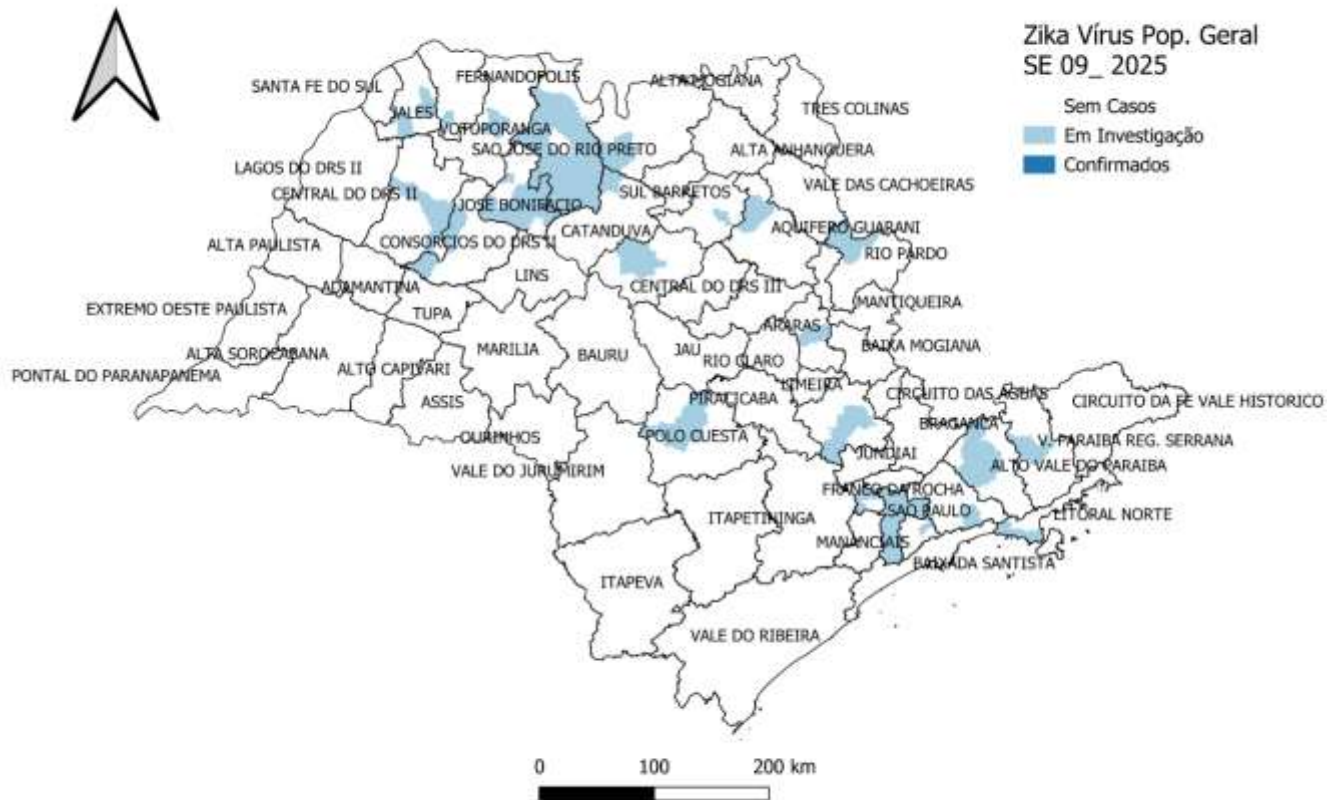 Zika Vírus Pop. Geral
SE 09_ 2025
Sem Casos
Em Investigação
Confirmados
SANTA FE DO SUL
FERNANDOPOLIS
ALTA MOGIANA
JALES
TRES COLINAS
VOTUPORANGA
SAO JOSE DO RIO PRETO
ALTA ANHANGUERA
LAGOS DO DRS II
CENTRAL DO DRS II
SUL BARRETOS
VALE DAS CACHOEIRAS
JOSE BONIFACIO
CATANDUVA
AQUIFERO GUARANI
ALTA PAULISTA
CONSORCIOS DO DRS II
RIO PARDO
LINS
ADAMANTINA
CENTRAL DO DRS III
EXTREMO OESTE PAULISTA
TUPA
MANTIQUEIRA
ARARAS
ALTA SOROCABANA
MARILIA
BAURU
JAU
RIO CLARO
BAIXA MOGIANA
PONTAL DO PARANAPANEMA
ALTO CAPIVARI
LIMEIRA
ASSIS
PIRACICABA
CIRCUITO DAS AGUAS
CIRCUITO DA FE VALE HISTORICO
BRAGANCA
OURINHOS
POLO CUESTA
V. PARAIBA REG. SERRANA
JUNDIAI
VALE DO JURUMIRIM
ALTO VALE DO PARAIBA
FRANCO DA ROCHA
SAO PAULO
LITORAL NORTE
ITAPETININGA
MANANCIAIS
BAIXADA SANTISTA
ITAPEVA
VALE DO RIBEIRA
0 100 200 km